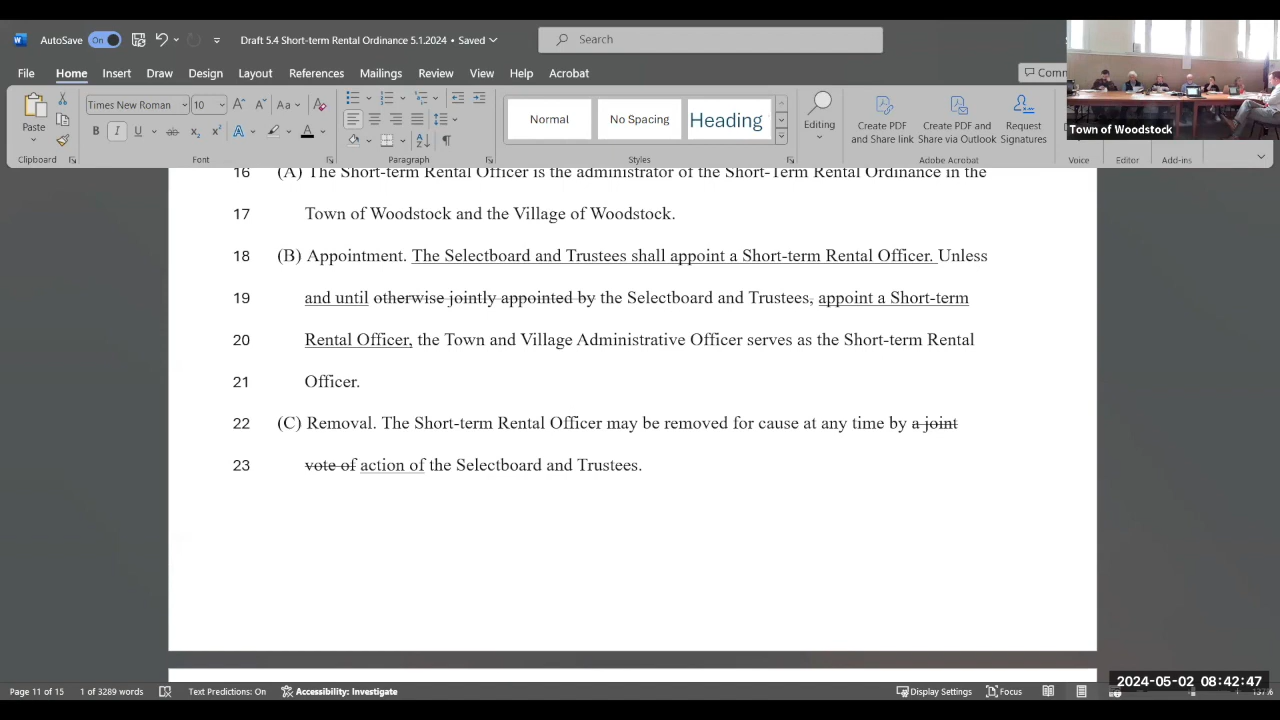 AutoSave On Draft 5.4 Short-term Rental Ordinance 5.1.2024 • Saved Search
File Home Insert Draw Design Layout References Mailings Review View Help Acrobat
Times New Roman 10 Aa
Paste
Normal No Spacing Heading
Editing
Create PDF and Share link
Create PDF and Share via Outlook
Request Signatures
Clipboard Font Paragraph Styles Adobe Acrobat Voice Editor Add-ins
Town of Woodstock
16 (A) The Short-term Rental Officer is the administrator of the Short-Term Rental Ordinance in the
17 Town of Woodstock and the Village of Woodstock.
18 (B) Appointment. The Selectboard and Trustees shall appoint a Short-term Rental Officer. Unless
19 and until otherwise jointly appointed by the Selectboard and Trustees, appoint a Short-term
20 Rental Officer, the Town and Village Administrative Officer serves as the Short-term Rental
21 Officer.
22 (C) Removal. The Short-term Rental Officer may be removed for cause at any time by a joint
23 vote of action of the Selectboard and Trustees.
Page 11 of 15 1 of 3289 words Text Predictions: On Accessibility: Investigate Display Settings Focus
2024-05-02 08:42:47